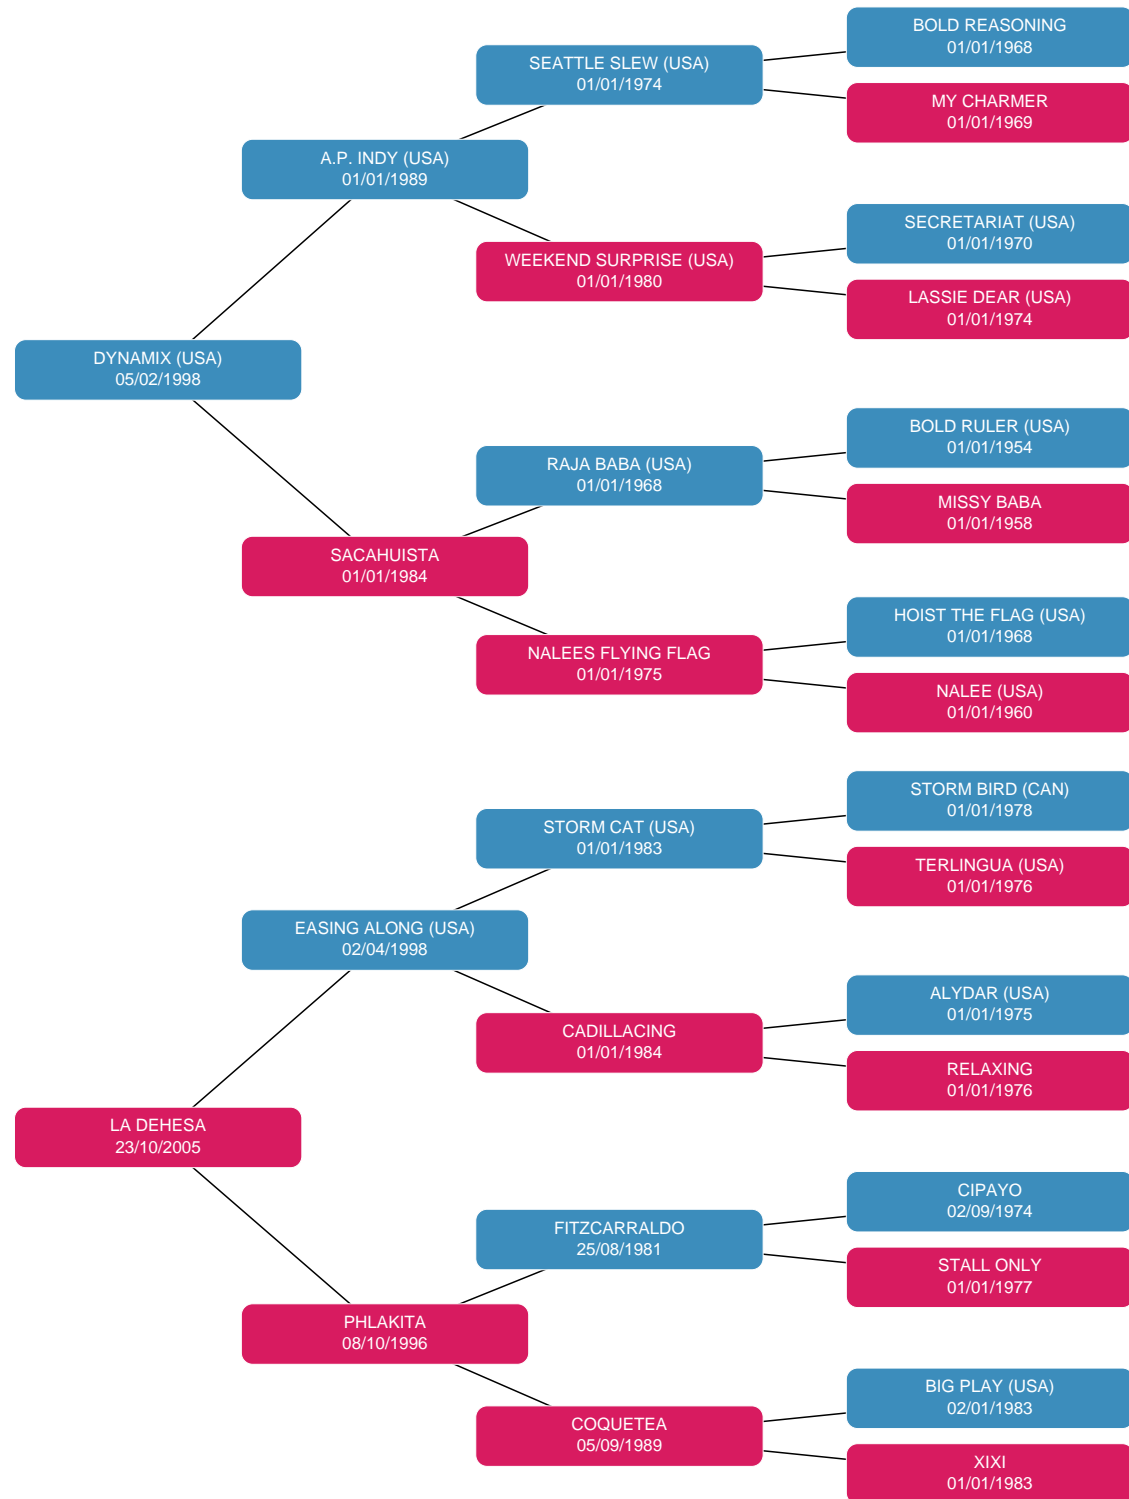 BOLD REASONING
01/01/1968
SEATTLE SLEW (USA)
01/01/1974
MY CHARMER
01/01/1969
A.P. INDY (USA)
01/01/1989
SECRETARIAT (USA)
01/01/1970
WEEKEND SURPRISE (USA)
01/01/1980
LASSIE DEAR (USA)
01/01/1974
DYNAMIX (USA)
05/02/1998
BOLD RULER (USA)
01/01/1954
RAJA BABA (USA)
01/01/1968
MISSY BABA
01/01/1958
SACAHUISTA
01/01/1984
HOIST THE FLAG (USA)
01/01/1968
NALEES FLYING FLAG
01/01/1975
NALEE (USA)
01/01/1960
STORM BIRD (CAN)
01/01/1978
STORM CAT (USA)
01/01/1983
TERLINGUA (USA)
01/01/1976
EASING ALONG (USA)
02/04/1998
ALYDAR (USA)
01/01/1975
CADILLACING
01/01/1984
RELAXING
01/01/1976
LA DEHESA
23/10/2005
CIPAYO
02/09/1974
FITZCARRALDO
25/08/1981
STALL ONLY
01/01/1977
PHLAKITA
08/10/1996
BIG PLAY (USA)
02/01/1983
COQUETEA
05/09/1989
XIXI
01/01/1983